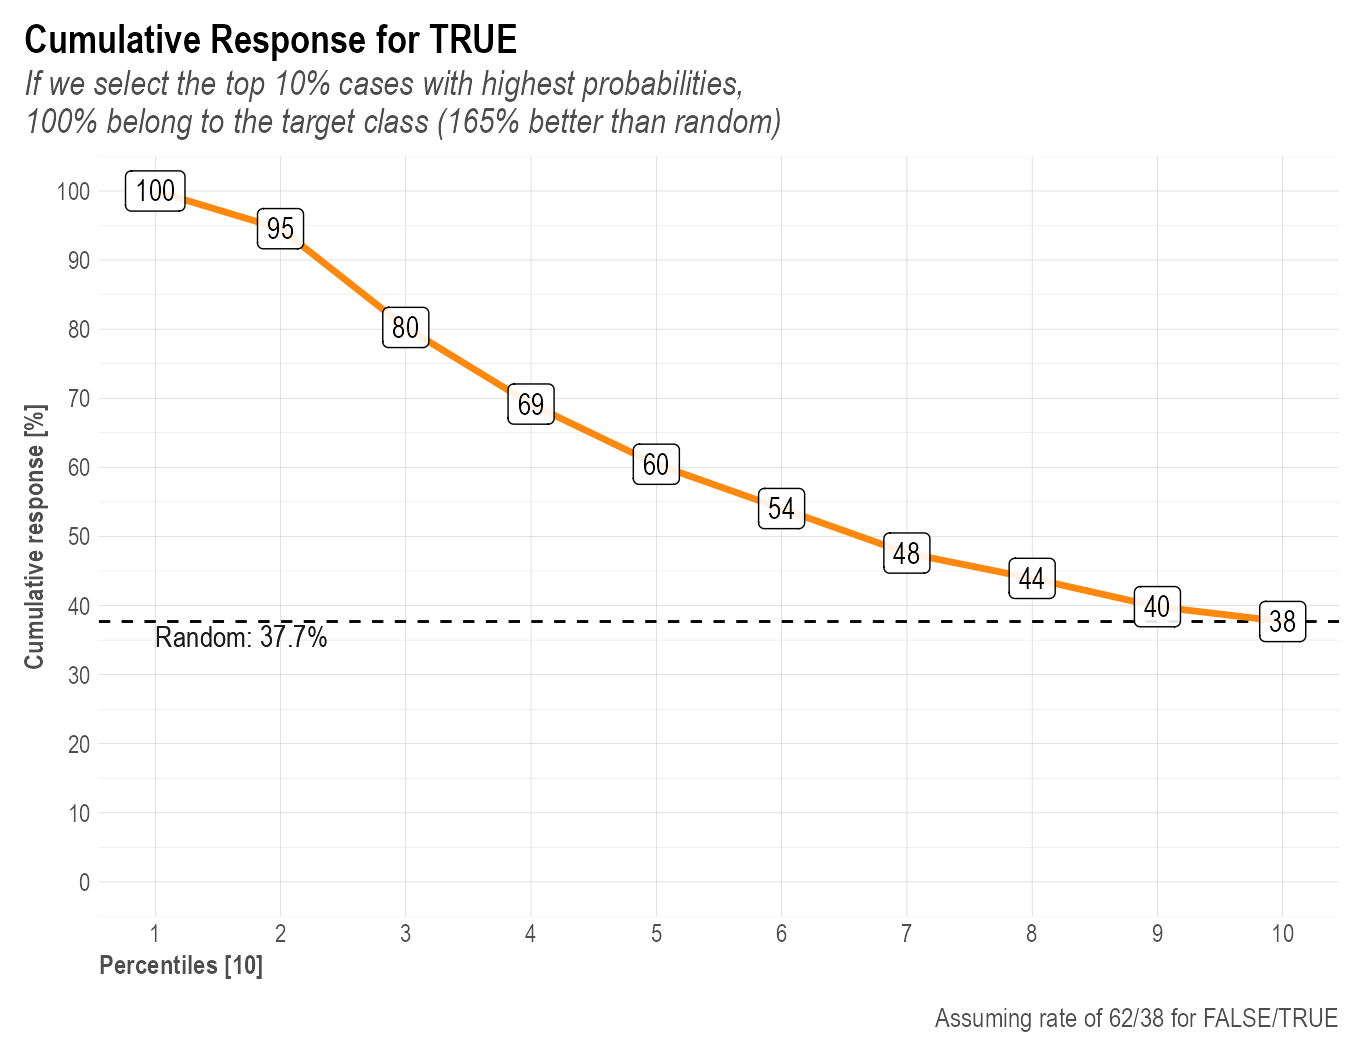 Cumulative Response for TRUE
If we select the top 10% cases with highest probabilities,
100% belong to the target class (165% better than random)
Cumulative response [%]
100
90
80
70
60
50
40
30
20
10
0
100
95
80
69
60
54
48
44
40
38
Random: 37.7%
1 2 3 4 5 6 7 8 9 10
Percentiles [10]
Assuming rate of 62/38 for FALSE/TRUE